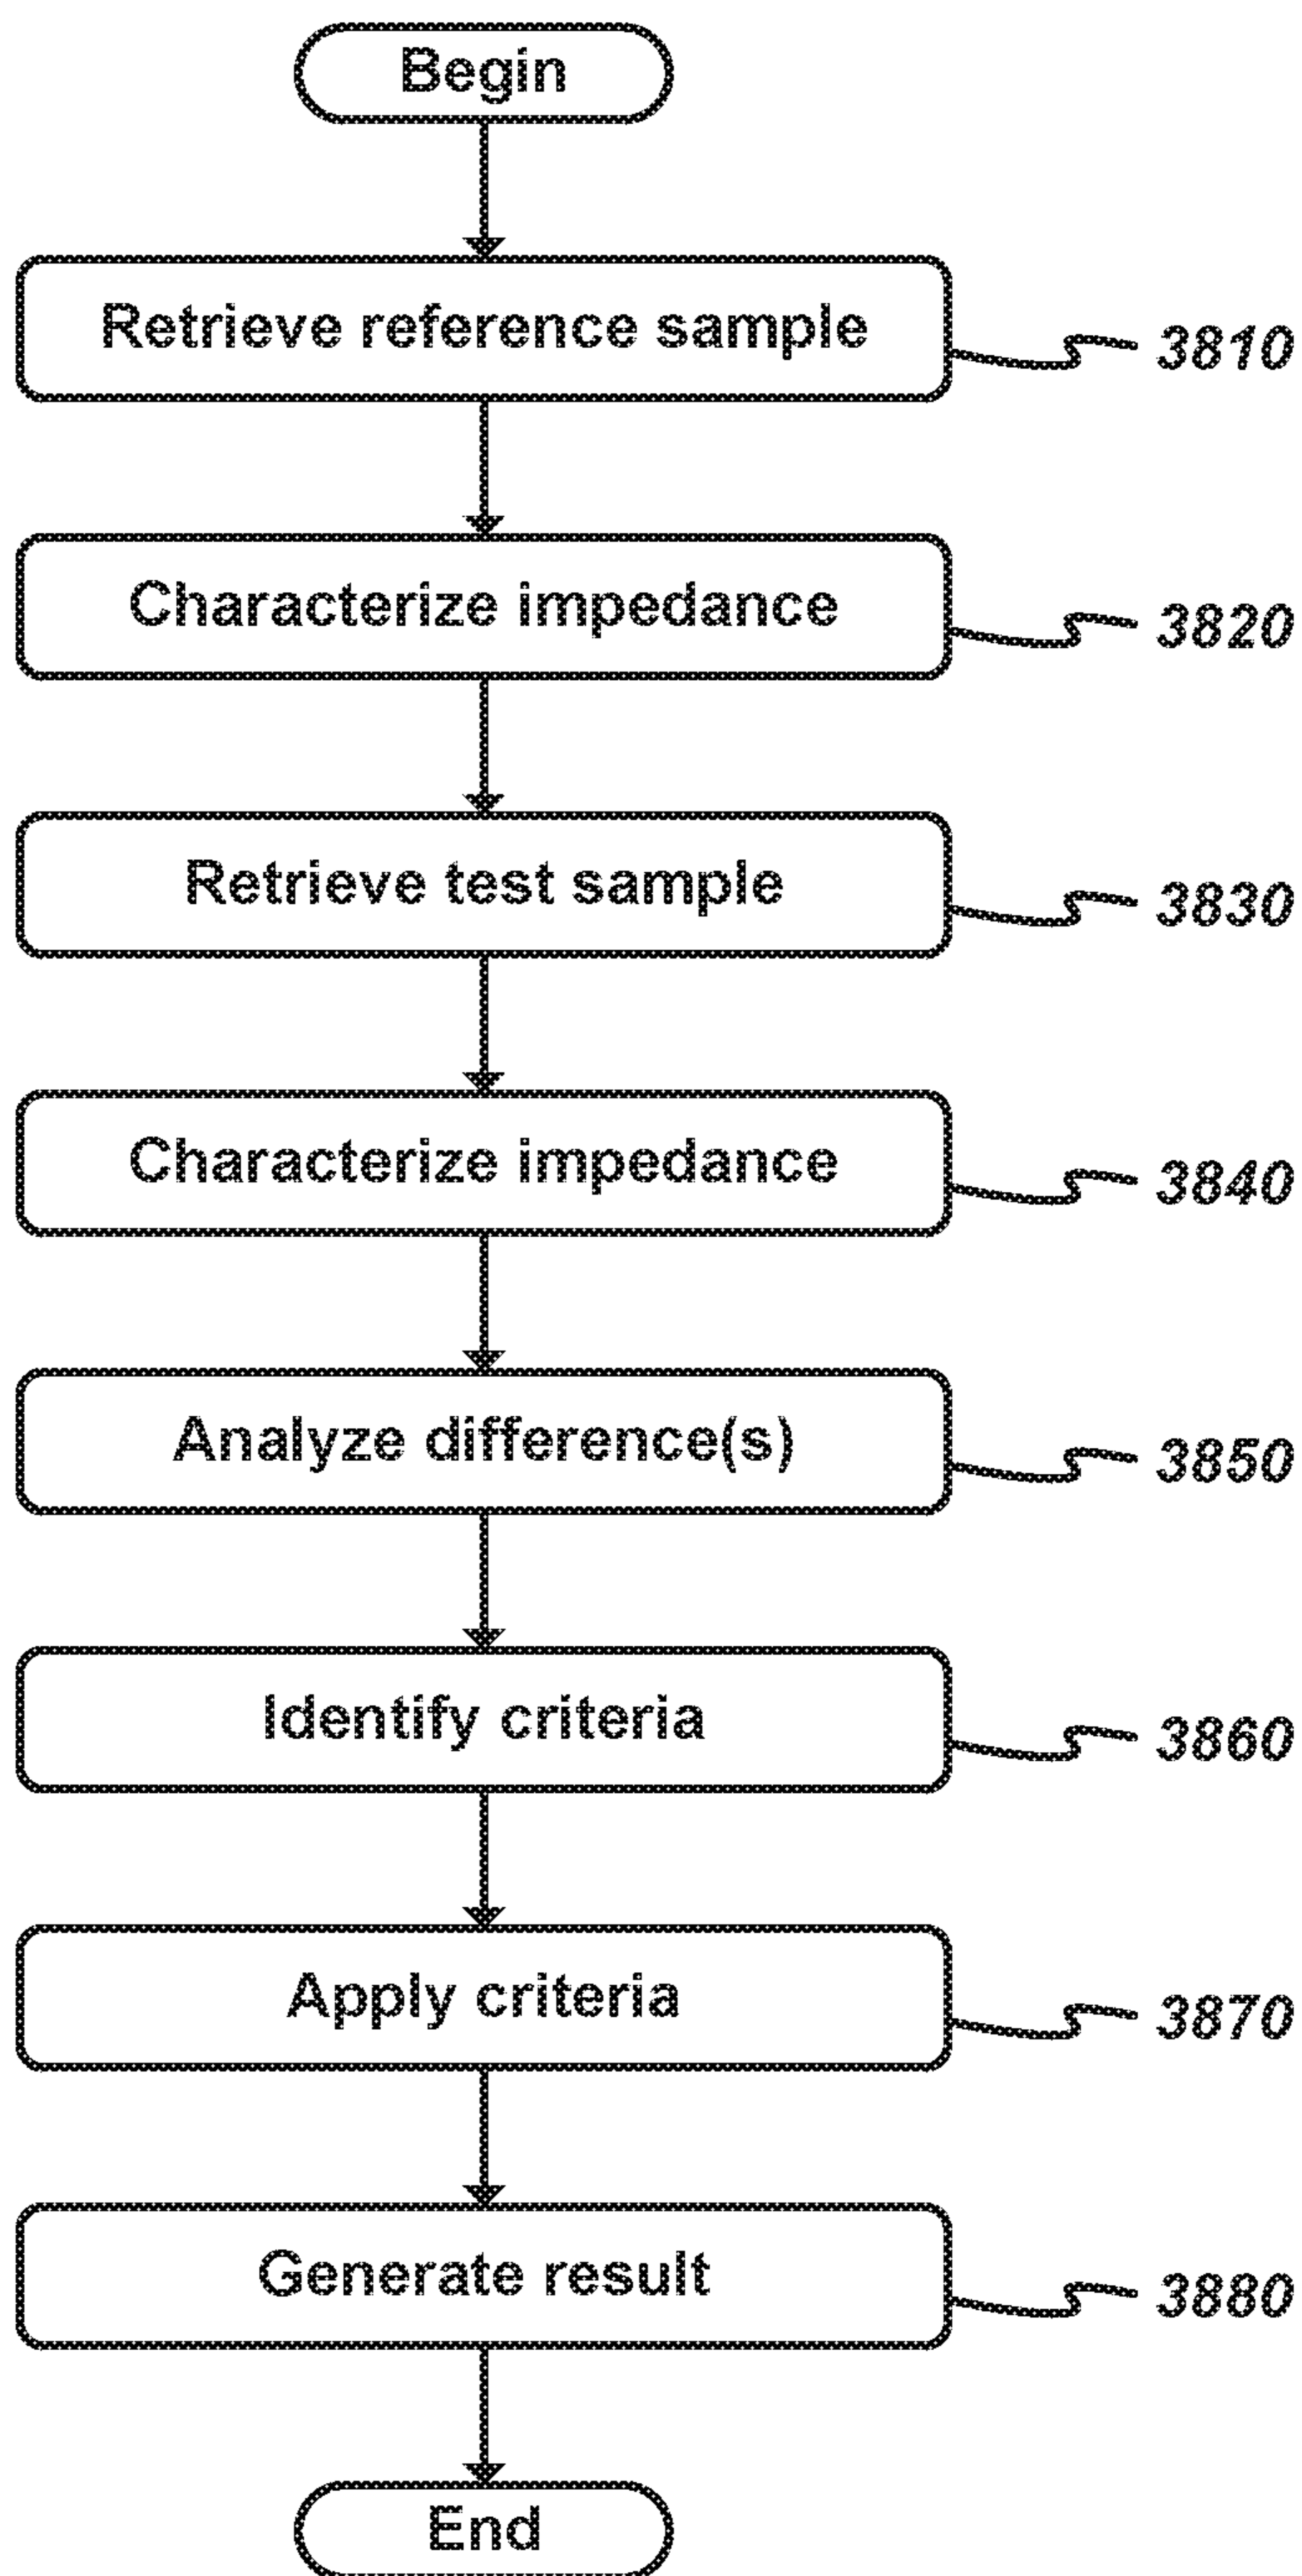 Begin
Retrieve reference sample
3810
Characterize impedance
3820
Retrieve test sample
3830
Characterize impedance
3840
Analyze difference(s)
3850
Identify criteria
3860
Apply criteria
3870
Generate result
3880
End